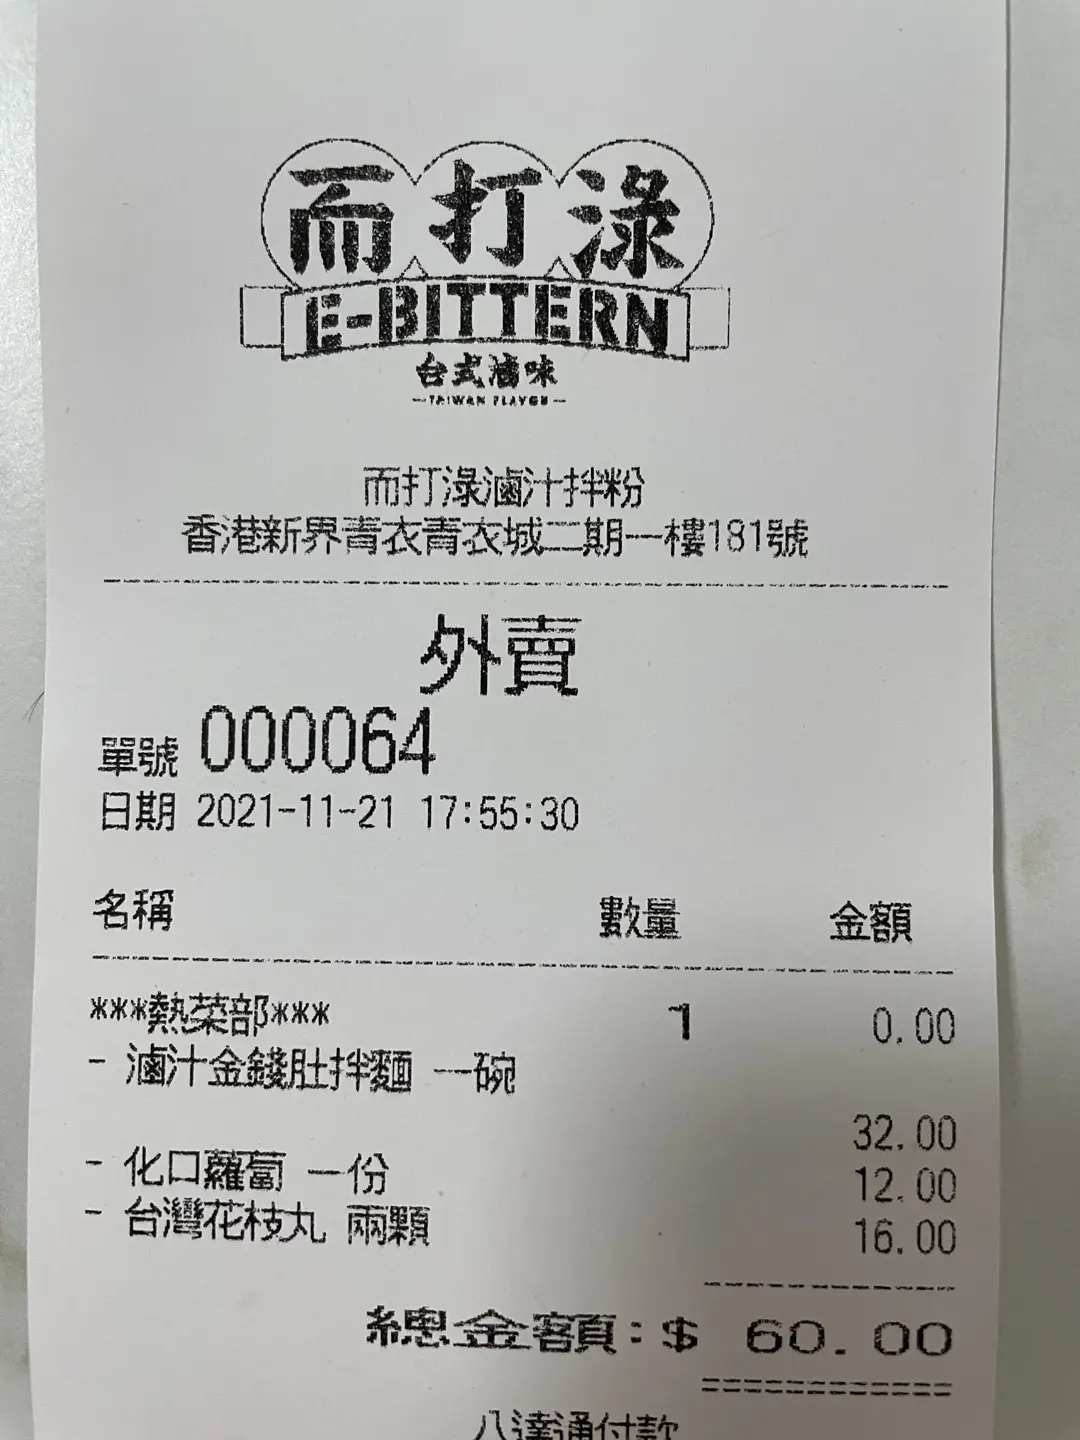 而打淥
E-BITTERN
台式滷味
TAIWAN FLAVOR
而打淥滷汁拌粉
香港新界青衣青衣城二期一樓181號
外賣
單號 000064
日期 2021-11-21 17:55:30
名稱 數量 金額
***熱菜部*** 1 0.00
- 滷汁金錢肚拌麵 一碗
32.00
- 化口蘿蔔 一份 12.00
- 台灣花枝丸 兩顆 16.00
總金額:$ 60.00
八達通付款